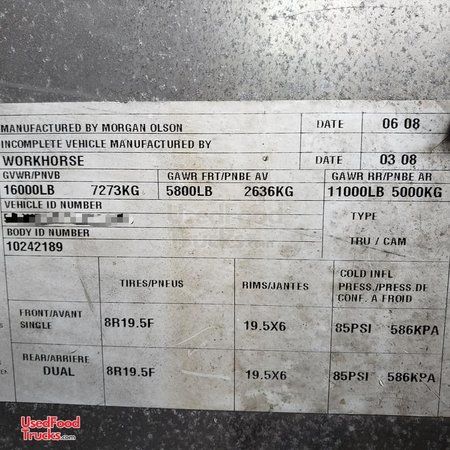 MANUFACTURED BY MORGAN OLSON DATE 06 08
INCOMPLETE VEHICLE MANUFACTURED BY
WORKHORSE DATE 03 08
GVWR/PNVB GAWR FRT/PNBE AV GAWR RR/PNBE AR
16000LB 7273KG 5800LB 2636KG 11000LB 5000KG
VEHICLE ID NUMBER TYPE
BODY ID NUMBER TRU / CAM
10242189
TIRES/PNEUS RIMS/JANTES COLD INFL
PRESS./PRESS.DE
CONF. A FROID
FRONT/AVANT
SINGLE 8R19.5F 19.5X6 85PSI 586KPA
REAR/ARRIERE
DUAL 8R19.5F 19.5X6 85PSI 586KPA
UsedFood
Trucks.com